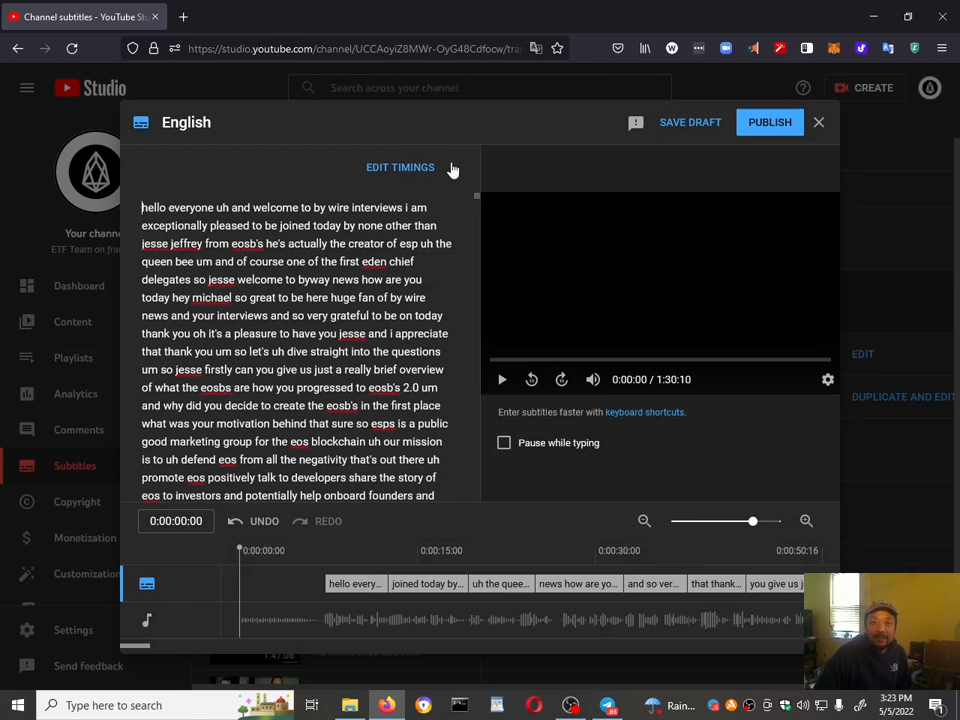 Channel subtitles - YouTube Stu
https://studio.youtube.com/channel/UCCAoyiZ8MWr-OyG48Cdfocw/tra
Studio
Search across your channel
CREATE
English
SAVE DRAFT
PUBLISH
EDIT TIMINGS
hello everyone uh and welcome to by wire interviews i am
exceptionally pleased to be joined today by none other than
jesse jeffrey from eosb's he's actually the creator of esp uh the
queen bee um and of course one of the first eden chief
delegates so jesse welcome to byway news how are you
today hey michael so great to be here huge fan of by wire
news and your interviews and so very grateful to be on today
thank you oh it's a pleasure to have you jesse and i appreciate
that thank you um so let's uh dive straight into the questions
um so jesse firstly can you give us just a really brief overview
of what the eosbs are how you progressed to eosb's 2.0 um
and why did you decide to create the eosb's in the first place
what was your motivation behind that sure so esps is a public
good marketing group for the eos blockchain uh our mission
is to uh defend eos from all the negativity that's out there uh
promote eos positively talk to developers share the story of
eos to investors and potentially help onboard founders and
0:00:00 / 1:30:10
Enter subtitles faster with keyboard shortcuts.
Pause while typing
Your chann
ETF Team on frac
Dashboard
Content
Playlists
Analytics
Comments
Subtitles
Copyright
Monetization
Customization
Settings
Send feedback
EDIT
DUPLICATE AND EDIT
0:00:00:00
UNDO
REDO
0:00:00:00
0:00:15:00
0:00:30:00
0:00:50:16
hello every...
joined today by...
uh the quee...
news how are yo...
and so ver...
that thank...
you give us j
1:47:06
Type here to search
86
Rain...
3:23 PM
5/5/2022
1